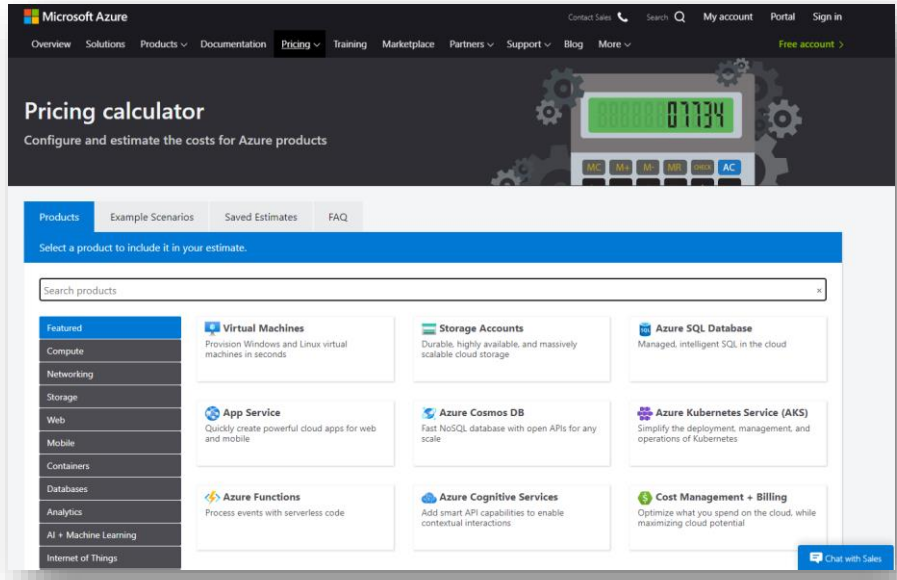 Microsoft Azure
Contact Sales
Search
My account
Portal
Sign in
Overview
Solutions
Products
Documentation
Pricing
Training
Marketplace
Partners
Support
Blog
More
Free account >
Pricing calculator
Configure and estimate the costs for Azure products
07734
MC M+ M- MR CHECK AC
Products
Example Scenarios
Saved Estimates
FAQ
Select a product to include it in your estimate.
Search products
×
Featured
Compute
Networking
Storage
Web
Mobile
Containers
Databases
Analytics
AI + Machine Learning
Internet of Things
Virtual Machines
Provision Windows and Linux virtual
machines in seconds
Storage Accounts
Durable, highly available, and massively
scalable cloud storage
SQL
Azure SQL Database
Managed, intelligent SQL in the cloud
App Service
Quickly create powerful cloud apps for web
and mobile
Azure Cosmos DB
Fast NoSQL database with open APIs for any
scale
Azure Kubernetes Service (AKS)
Simplify the deployment, management, and
operations of Kubernetes
Azure Functions
Process events with serverless code
Azure Cognitive Services
Add smart API capabilities to enable
contextual interactions
Cost Management + Billing
Optimize what you spend on the cloud, while
maximizing cloud potential
Chat with Sales